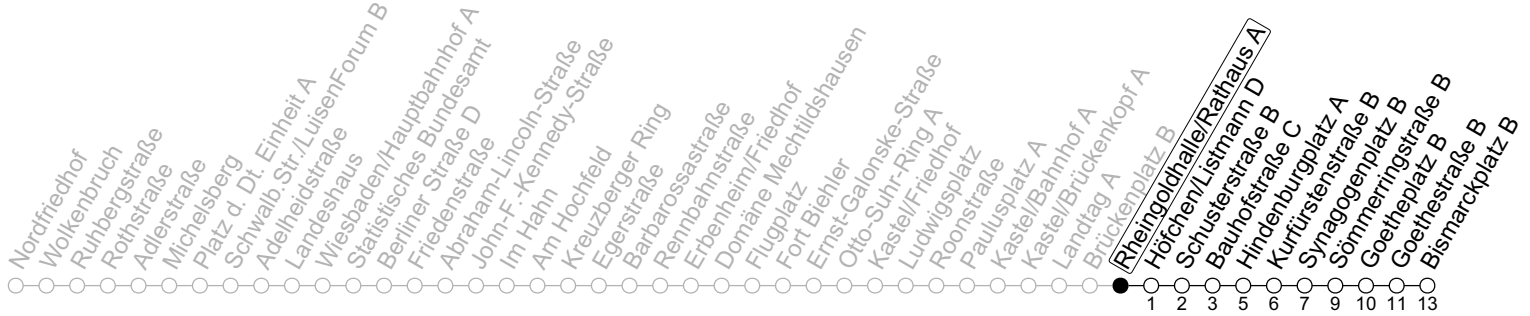 Nordfriedhof
Wolkenbruch
Ruhbergstraße
Rothstraße
Adlerstraße
Michelsberg
Platz d. Dt. Einheit A
Schwalb.Str./LuisenForum B
Adelheidstraße
Landeshaus
Wiesbaden/Hauptbahnhof A
Statistisches Bundesamt
Berliner Straße D
Friedenstraße
Abraham-Lincoln-Straße
John-F.-Kennedy-Straße
Im Hahn
Am Hochfeld
Kreuzberger Ring
Egerstraße
Barbarossastraße
Rennbahnstraße
Erbenheim/Friedhof
Domäne Mechtildshausen
Flugplatz
Fort Biehler
Ernst-Galonske-Straße
Otto-Suhr-Ring A
Kastel/Friedhof
Ludwigsplatz
Roonstraße
Paulusplatz A
Kastel/Bahnhof A
Kastel/Brückenkopf A
Landtag A
Brückenplatz B
Rheingoldhalle/Rathaus A
Höfchen/Listmann D
Schusterstraße B
Bauhofstraße C
Hindenburgplatz A
Kurfürstenstraße B
Synagogenplatz B
Sömmerringstraße B
Goetheplatz B
Goethestraße B
Bismarckplatz B
1 2 3 5 6 7 9 10 11 13